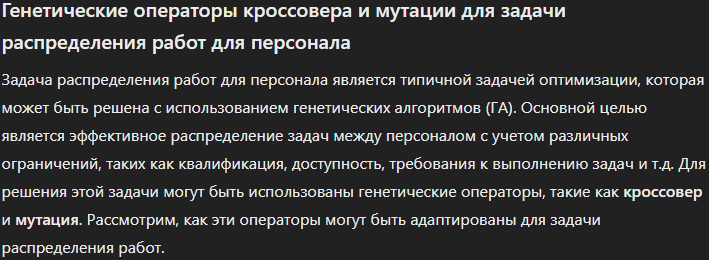 Генетические операторы кроссовера и мутации для задачи
распределения работ для персонала
Задача распределения работ для персонала является типичной задачей оптимизации, которая
может быть решена с использованием генетических алгоритмов (ГА). Основной целью
является эффективное распределение задач между персоналом с учетом различных
ограничений, таких как квалификация, доступность, требования к выполнению задач и т.д. Для
решения этой задачи могут быть использованы генетические операторы, такие как кроссовер
и мутация. Рассмотрим, как эти операторы могут быть адаптированы для задачи
распределения работ.